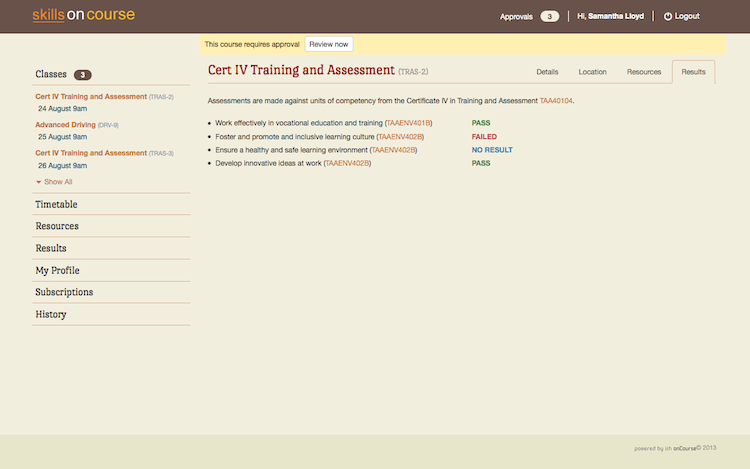 skills on course
Approvals 3 Hi, Samantha Lloyd Logout
This course requires approval Review now
Classes 3
Cert IV Training and Assessment (TRAS-2)
24 August 9am
Advanced Driving (DRV-8)
25 August 9am
Cert IV Training and Assessment (TRAS-3)
26 August 9am
Show All
Timetable
Resources
Results
My Profile
Subscriptions
History
Cert IV Training and Assessment (TRAS-2)
Details Location Resources Results
Assessments are made against units of competency from the Certificate IV in Training and Assessment TAA40104.
Work effectively in vocational education and training (TAAENV401B) PASS
Foster and promote and inclusive learning culture (TAAENV402B) FAILED
Ensure a healthy and safe learning environment (TAAENV402B) NO RESULT
Develop innovative ideas at work (TAAENV402B) PASS
powered by ish onCourse© 2013